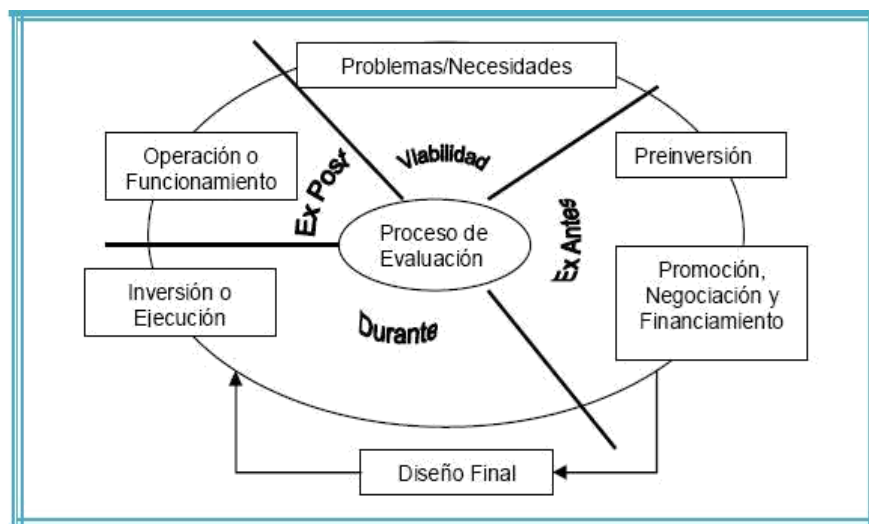 Problemas/Necesidades
Operación o
Funcionamiento
Preinversión
Viabilidad
Ex Post
Ex Antes
Proceso de
Evaluación
Inversión o
Ejecución
Promoción,
Negociación y
Financiamiento
Durante
Diseño Final